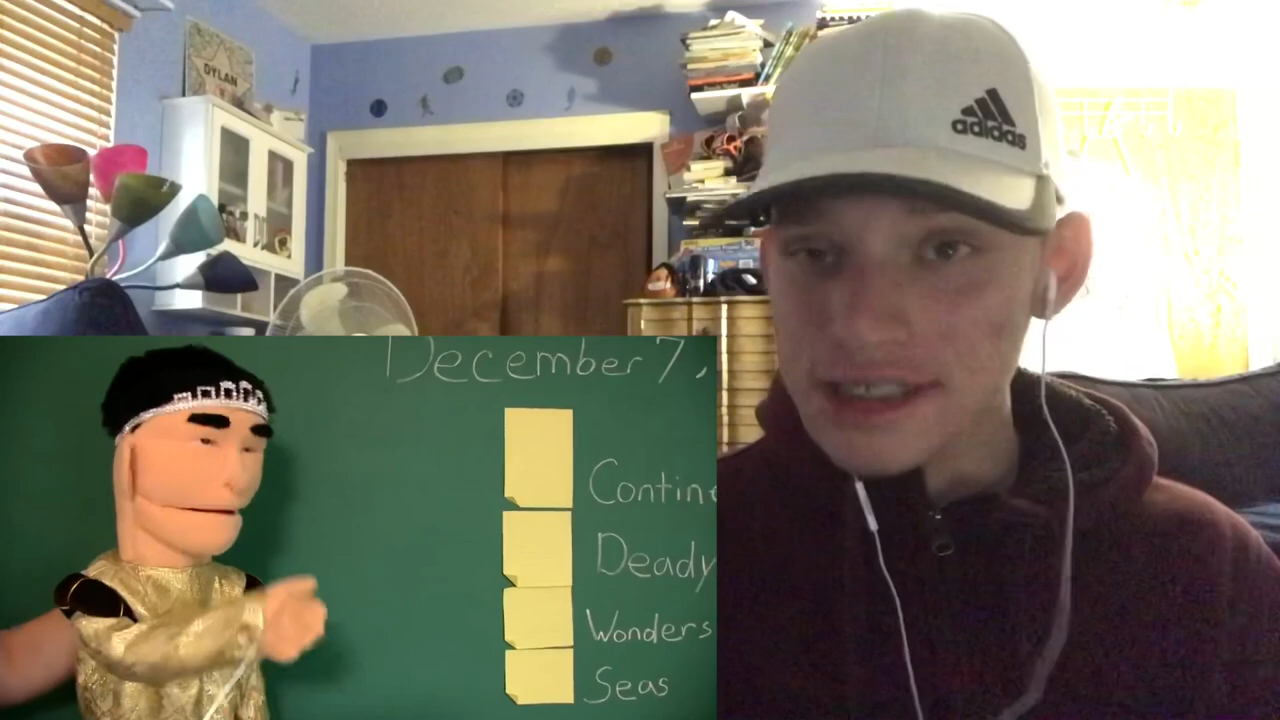 DYLAN
adidas
December 7,
Contin
Deady
Wonders
Seas